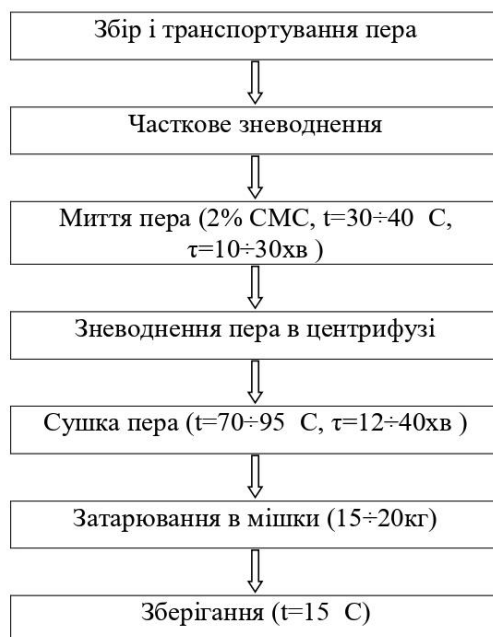 Збір і транспортування пера
Часткове зневоднення
Миття пера (2% СМС, t=30÷40 С,
τ=10÷30хв )
Зневоднення пера в центрифузі
Сушка пера (t=70÷95 С, τ=12÷40хв )
Затарювання в мішки (15÷20кг)
Зберігання (t=15 С)